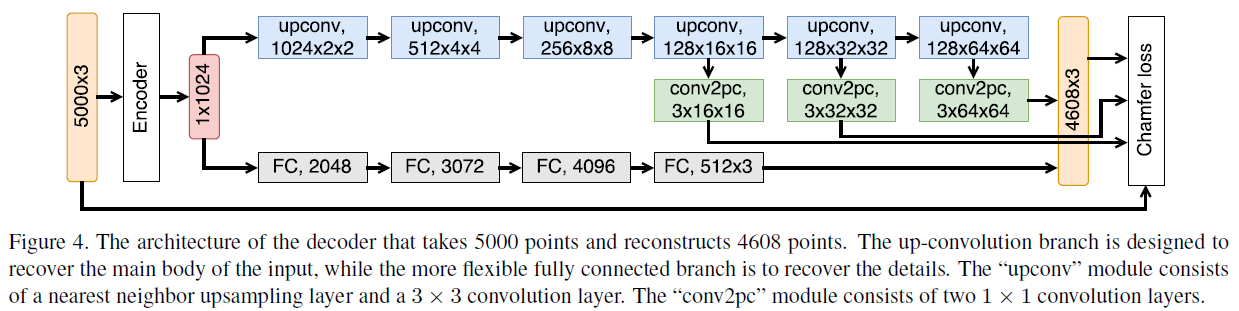 5000x3
Encoder
1x1024
upconv,
1024x2x2
upconv,
512x4x4
upconv,
256x8x8
upconv,
128x16x16
upconv,
128x32x32
upconv,
128x64x64
conv2pc,
3x16x16
conv2pc,
3x32x32
conv2pc,
3x64x64
FC, 2048
FC, 3072
FC, 4096
FC, 512x3
4608x3
Chamfer loss
Figure 4. The architecture of the decoder that takes 5000 points and reconstructs 4608 points. The up-convolution branch is designed to
recover the main body of the input, while the more flexible fully connected branch is to recover the details. The “upconv” module consists
of a nearest neighbor upsampling layer and a 3 × 3 convolution layer. The “conv2pc” module consists of two 1 × 1 convolution layers.